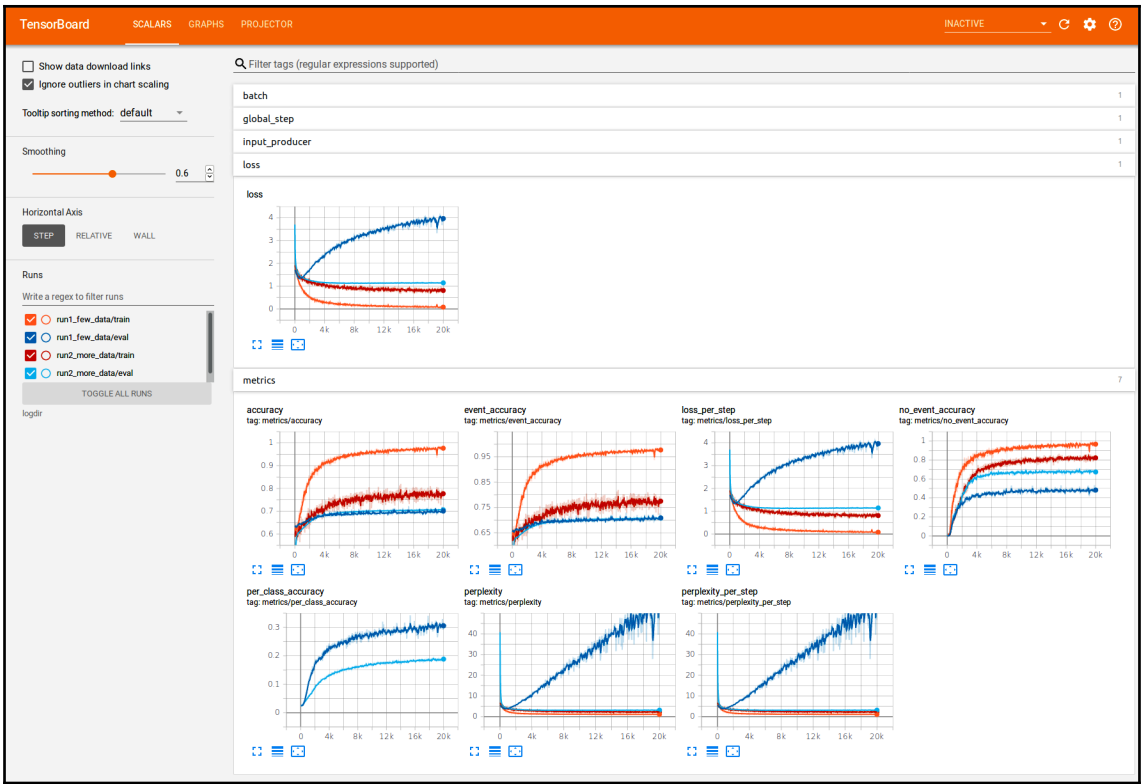 TensorBoard SCALARS GRAPHS PROJECTOR INACTIVE
Show data download links
Ignore outliers in chart scaling
Tooltip sorting method: default
Smoothing
0.6
Horizontal Axis
STEP RELATIVE WALL
Runs
Write a regex to filter runs
run1_few_data/train
run1_few_data/eval
run2_more_data/train
run2_more_data/eval
TOGGLE ALL RUNS
logdir
Filter tags (regular expressions supported)
batch 1
global_step 1
input_producer 1
loss 1
loss
4
3
2
1
0
0 4k 8k 12k 16k 20k
metrics 7
accuracy
tag: metrics/accuracy
1
0.9
0.8
0.7
0.6
0 4k 8k 12k 16k 20k
event_accuracy
tag: metrics/event_accuracy
0.95
0.85
0.75
0.65
0 4k 8k 12k 16k 20k
loss_per_step
tag: metrics/loss_per_step
4
3
2
1
0
0 4k 8k 12k 16k 20k
no_event_accuracy
tag: metrics/no_event_accuracy
1
0.8
0.6
0.4
0.2
0
0 4k 8k 12k 16k 20k
per_class_accuracy
tag: metrics/per_class_accuracy
0.3
0.2
0.1
0
0 4k 8k 12k 16k 20k
perplexity
tag: metrics/perplexity
40
30
20
10
0
0 4k 8k 12k 16k 20k
perplexity_per_step
tag: metrics/perplexity_per_step
40
30
20
10
0
0 4k 8k 12k 16k 20k